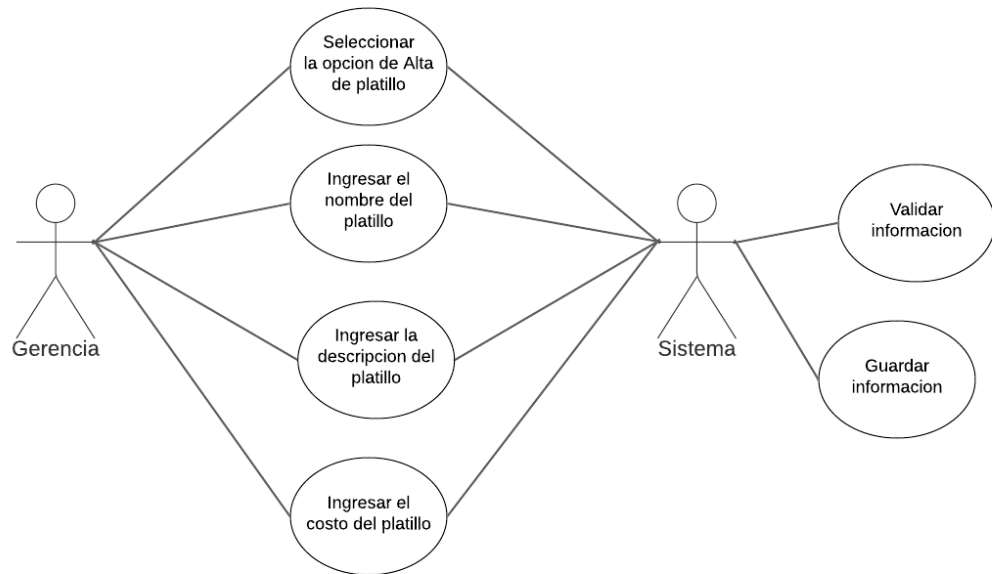 Seleccionar
la opcion de Alta
de platillo
Ingresar el
nombre del
platillo
Validar
informacion
Gerencia
Ingresar la
descripcion del
platillo
Sistema
Guardar
informacion
Ingresar el
costo del platillo